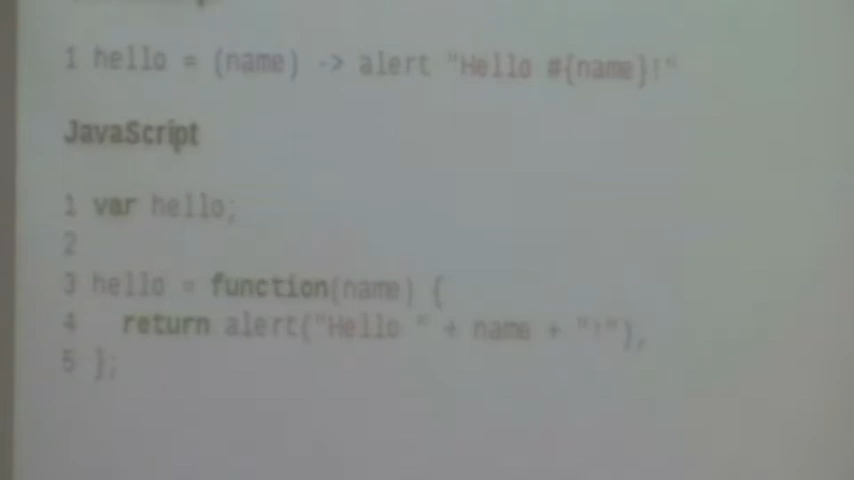 1 hello = (name) -> alert "Hello #{name}!"
JavaScript
1 var hello;
2
3 hello = function(name) {
4   return alert("Hello " + name + "!");
5 };